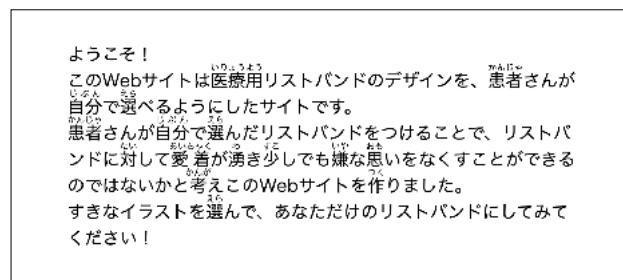 ようこそ！
このWebサイトは医療用リストバンドのデザインを、患者さんが
自分で選べるようにしたサイトです。
患者さんが自分で選んだリストバンドをつけることで、リストバ
ンドに対して愛着が湧き少しでも嫌な思いをなくすことができる
のではないかと考えこのWebサイトを作りました。
すきなイラストを選んで、あなただけのリストバンドにしてみて
ください！